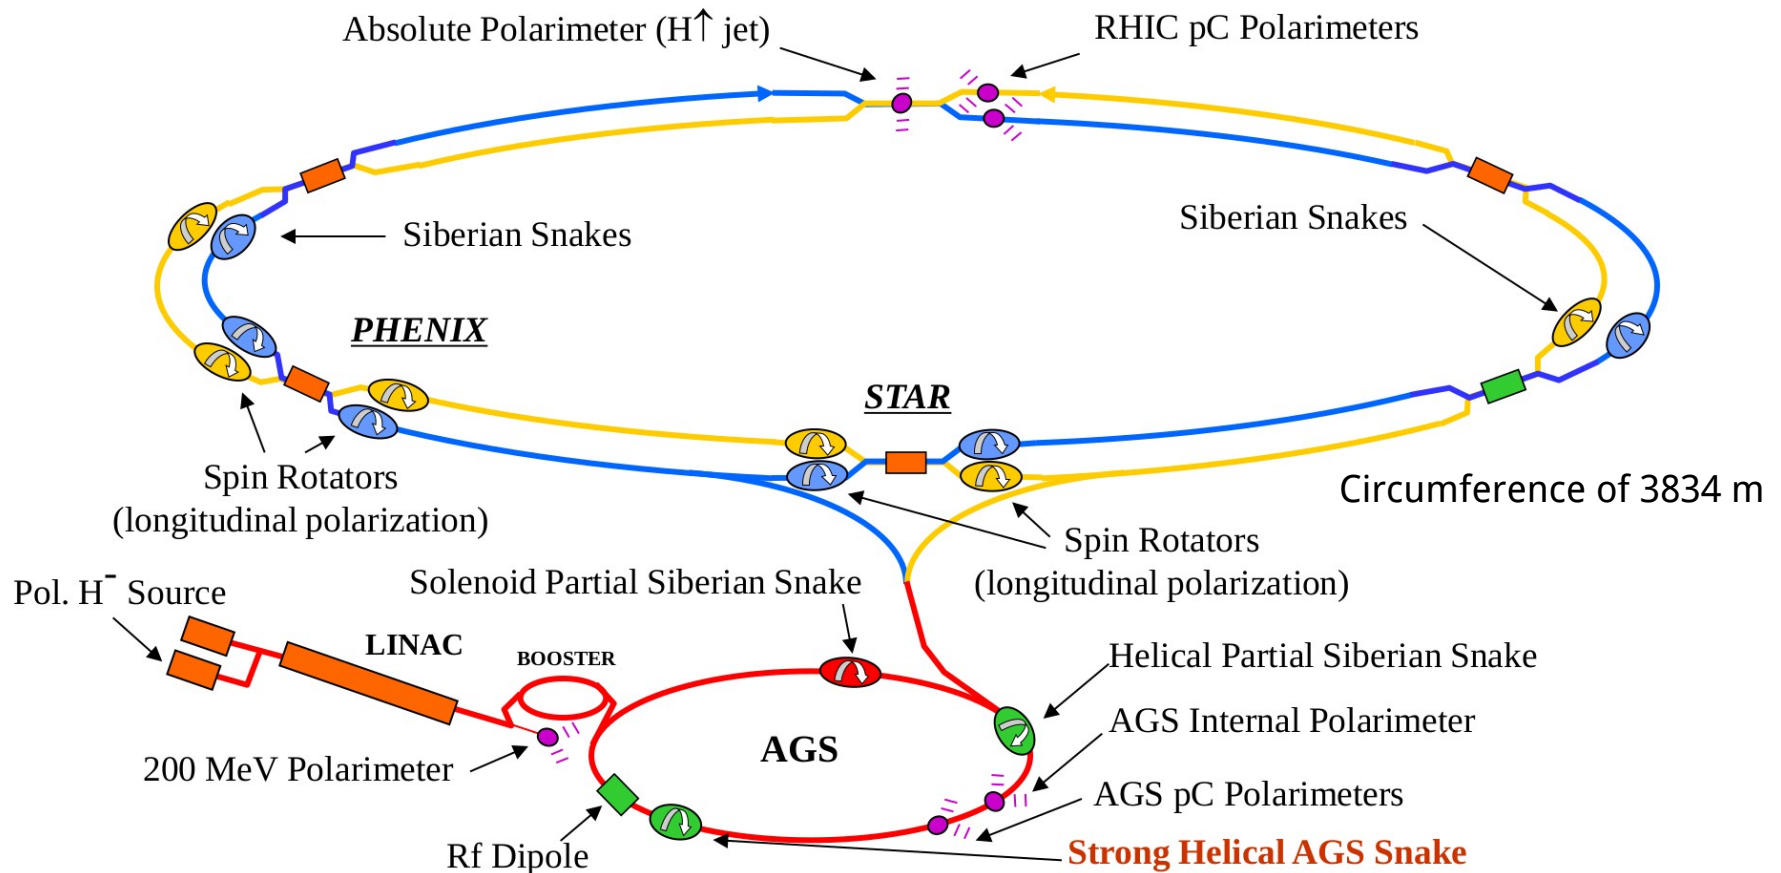 Absolute Polarimeter (H↑ jet)
RHIC pC Polarimeters
Siberian Snakes
Siberian Snakes
PHENIX
STAR
Spin Rotators
(longitudinal polarization)
Circumference of 3834 m
Spin Rotators
(longitudinal polarization)
Solenoid Partial Siberian Snake
Pol. H⁻ Source
LINAC
BOOSTER
Helical Partial Siberian Snake
AGS Internal Polarimeter
AGS
200 MeV Polarimeter
AGS pC Polarimeters
Rf Dipole
Strong Helical AGS Snake